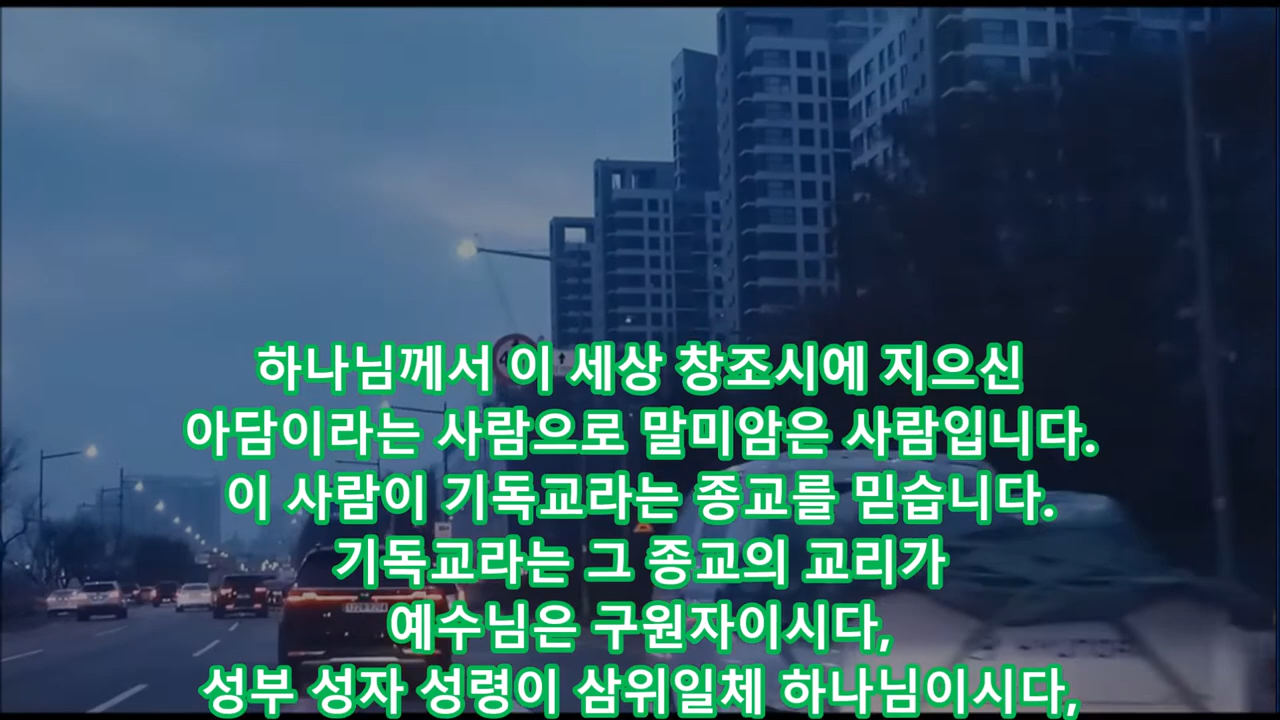 하나님께서 이 세상 창조시에 지으신
아담이라는 사람으로 말미암은 사람입니다.
이 사람이 기독교라는 종교를 믿습니다.
기독교라는 그 종교의 교리가
예수님은 구원자이시다,
성부 성자 성령이 삼위일체 하나님이시다,